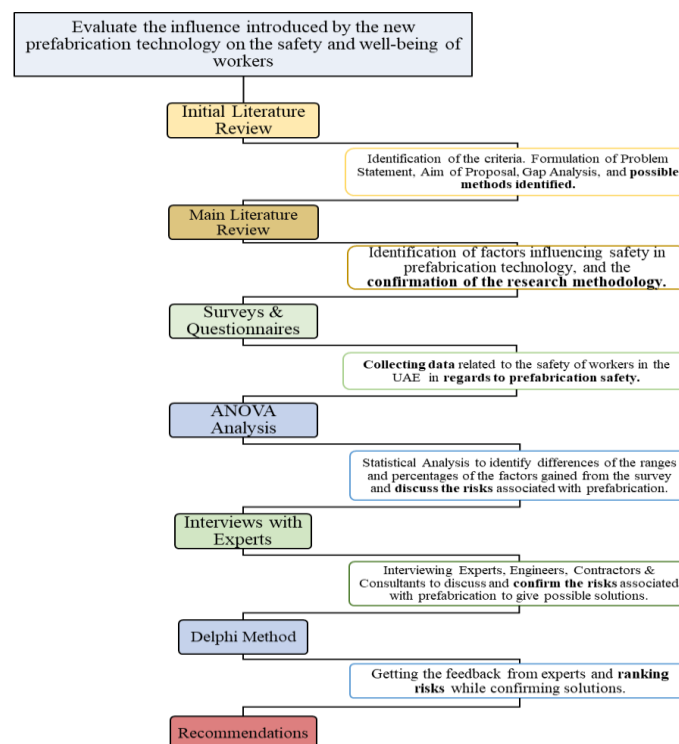 Evaluate the influence introduced by the new
prefabrication technology on the safety and well-being of
workers
Initial Literature
Review
Identification of the criteria. Formulation of Problem
Statement, Aim of Proposal, Gap Analysis, and possible
methods identified.
Main Literature
Review
Identification of factors influencing safety in
prefabrication technology, and the
confirmation of the research methodology.
Surveys &
Questionnaires
Collecting data related to the safety of workers in the
UAE in regards to prefabrication safety.
ANOVA
Analysis
Statistical Analysis to identify differences of the ranges
and percentages of the factors gained from the survey
and discuss the risks associated with prefabrication.
Interviews with
Experts
Interviewing Experts, Engineers, Contractors &
Consultants to discuss and confirm the risks associated
with prefabrication to give possible solutions.
Delphi Method
Getting the feedback from experts and ranking
risks while confirming solutions.
Recommendations